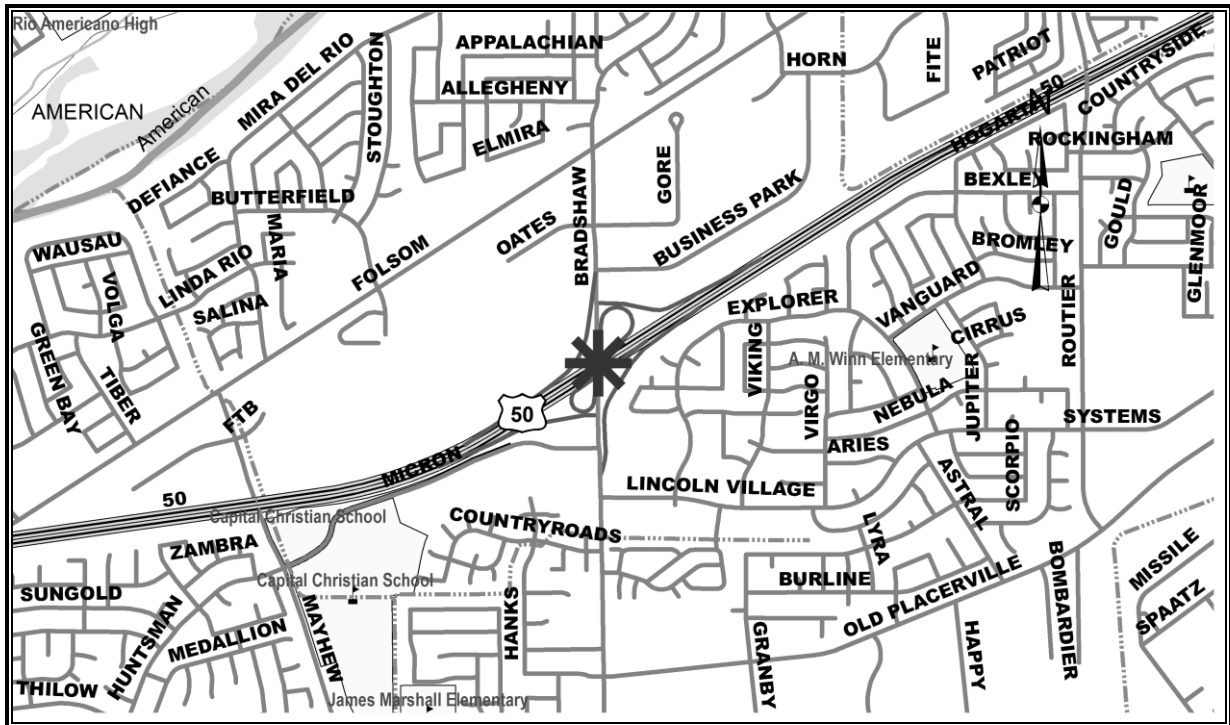 Rio Americano High
AMERICAN
American
MIRA DEL RIO
STOUGHTON
APPALACHIAN
ALLEGHENY
ELMIRA
HORN
FITE
PATRIOT
50
COUNTRYSIDE
HOGARTH
N
ROCKINGHAM
DEFIANCE
BUTTERFIELD
MARIA
GORE
BEXLEY
GOULD
GLENMOOR
WAUSAU
VOLGA
LINDA RIO
SALINA
FOLSOM
OATES
BRADSHAW
BUSINESS PARK
BROMLEY
VANGUARD
EXPLORER
ROUTIER
GREEN BAY
TIBER
FTB
50
VIKING
A. M. Winn Elementary
CIRRUS
VIRGO
NEBULA
JUPITER
SYSTEMS
ARIES
SCORPIO
MICRON
50
LINCOLN VILLAGE
ASTRAL
Capital Christian School
COUNTRYROADS
LYRA
ZAMBRA
Capital Christian School
SUNGOLD
BURLINE
OLD PLACERVILLE
BOMBARDIER
MISSILE
SPAATZ
HUNTSMAN
MEDALLION
MAYHEW
HANKS
GRANBY
HAPPY
THILOW
James Marshall Elementary